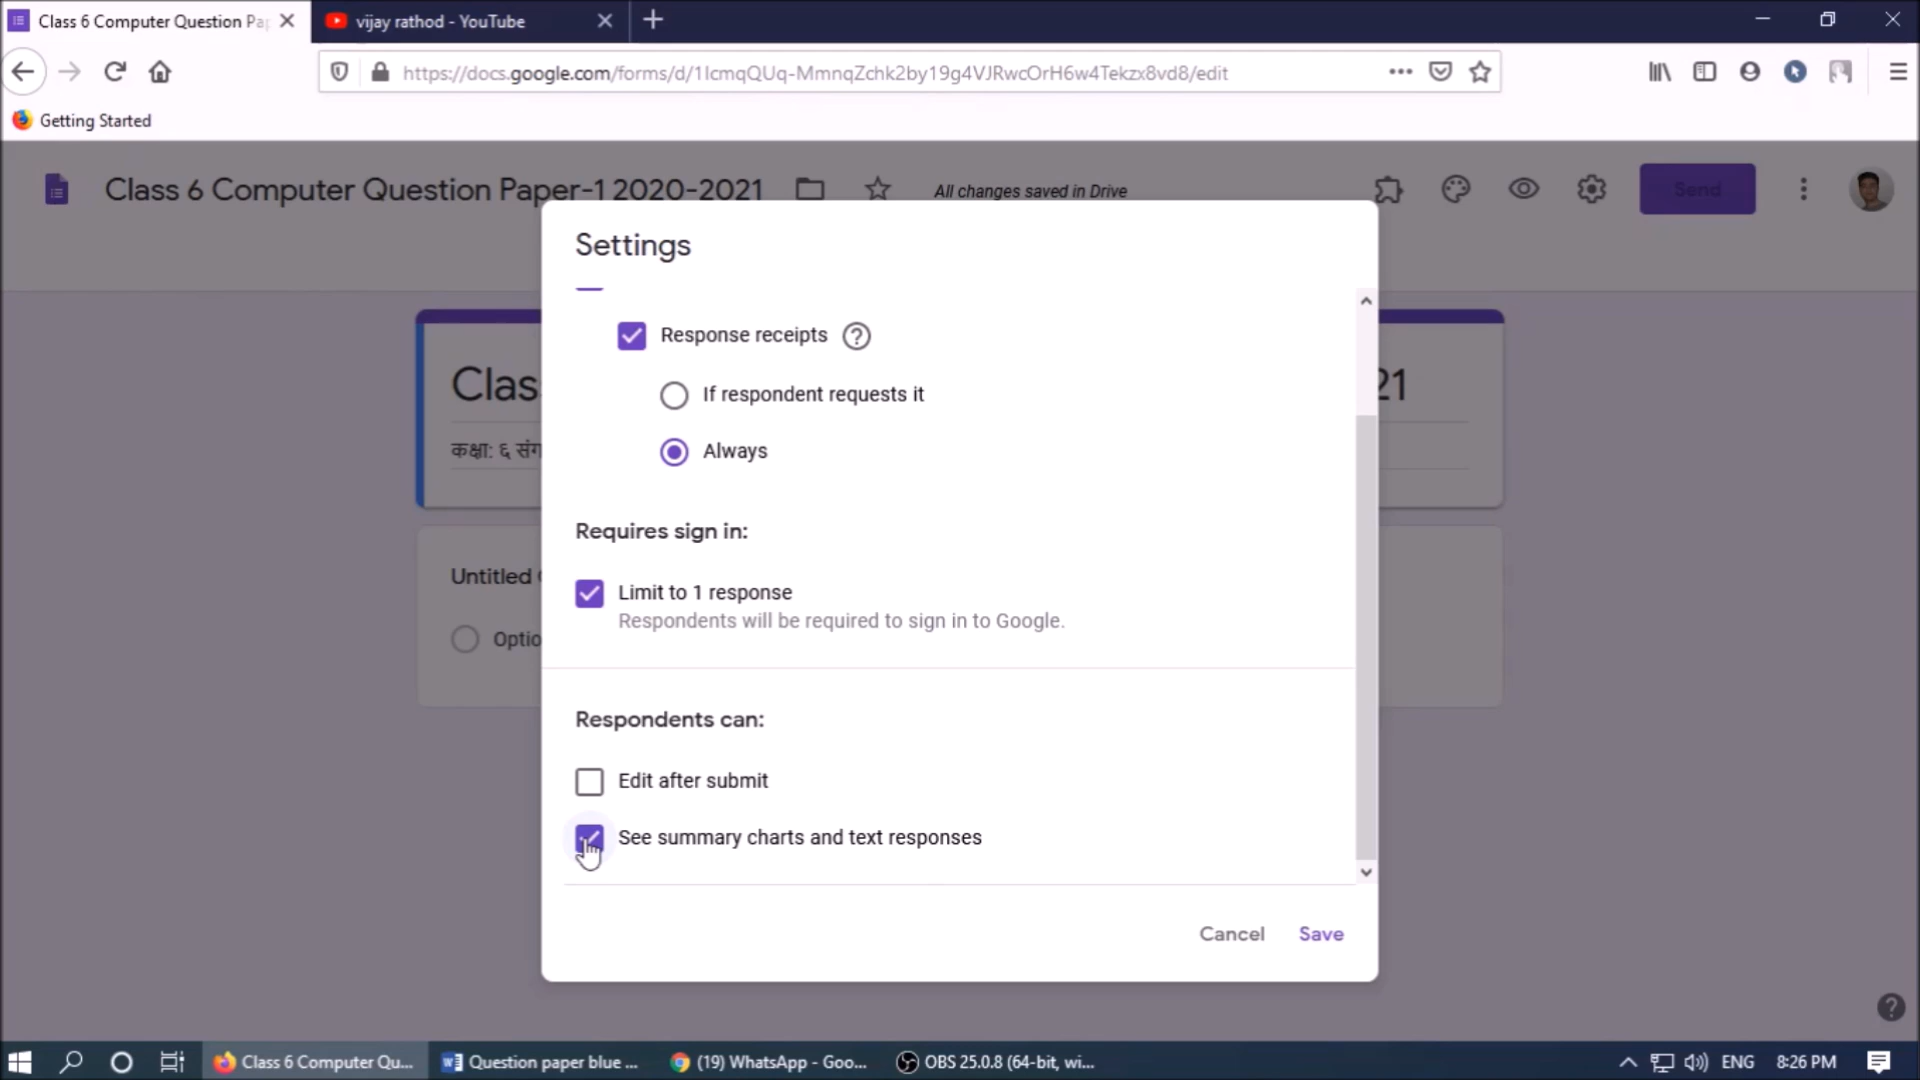 Class 6 Computer Question Pap
vijay rathod - YouTube
https://docs.google.com/forms/d/1IcmqQUq-MmnqZchk2by19g4VJRwcOrH6w4Tekzx8vd8/edit
Getting Started
Class 6 Computer Question Paper-1 2020-2021
All changes saved in Drive
Send
Settings
Response receipts
If respondent requests it
Clas
21
कक्षा: ६ संग
Always
Requires sign in:
Untitled
Limit to 1 response
Respondents will be required to sign in to Google.
Optio
Respondents can:
Edit after submit
See summary charts and text responses
Cancel
Save
Class 6 Computer Qu...
Question paper blue ...
(19) WhatsApp - Goo...
OBS 25.0.8 (64-bit, wi...
ENG
8:26 PM